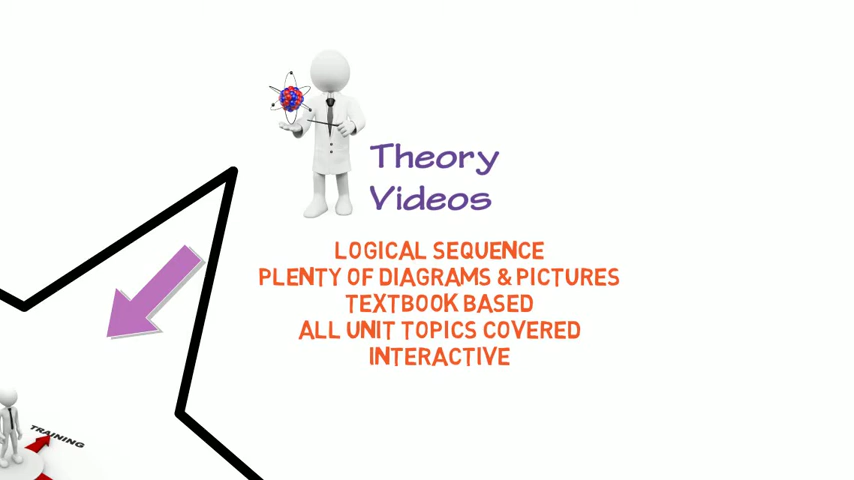 Theory
Videos
LOGICAL SEQUENCE
PLENTY OF DIAGRAMS & PICTURES
TEXTBOOK BASED
ALL UNIT TOPICS COVERED
INTERACTIVE
TRAINING